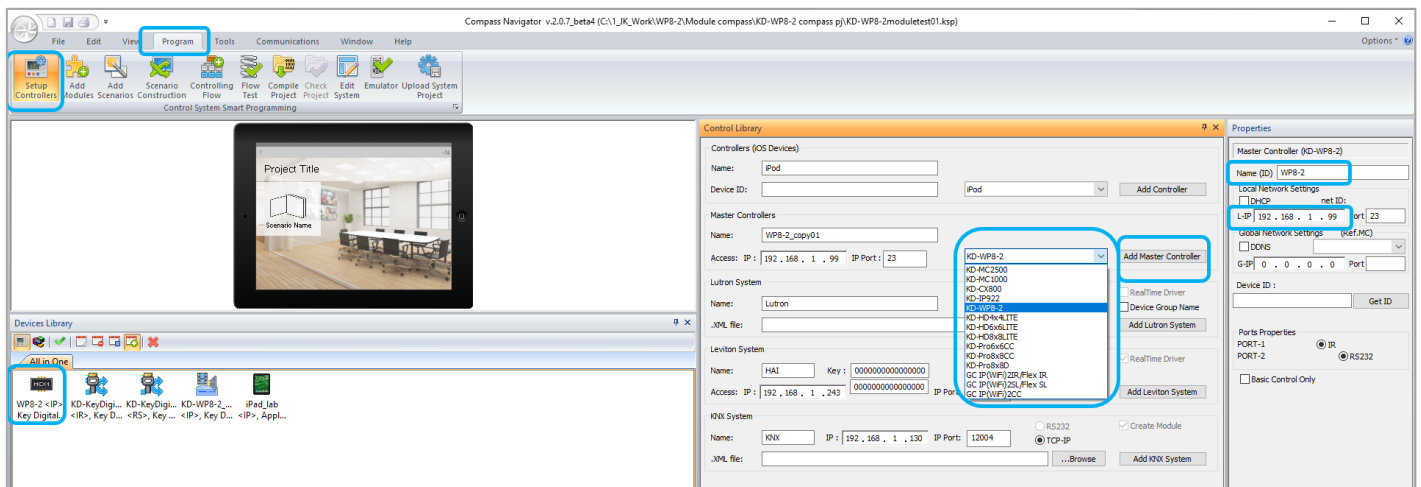 Compass Navigator v.2.0.7_beta4 (C:\1_JK_Work\WP8-2\Module compass\KD-WP8-2 compass pj\KD-WP8-2moduletest01.ksp)
File Edit View Program Tools Communications Window Help
Options
Setup Controllers
Add Modules
Add Scenarios
Scenario Construction
Controlling Flow
Flow Test
Compile Project
Check Project
Edit System
Emulator
Upload System Project
Control System Smart Programming
Project Title
Scenario Name
Devices Library
All in One
WP8-2 <IP> Key Digital...
KD-KeyDigi... <IR>, Key D...
KD-KeyDigi... <RS>, Key ...
KD-WP8-2_... <IP>, Key D...
iPad_lab <IP>, Appl...
Control Library
Controllers (iOS Devices)
Name: iPod
Device ID: iPod Add Controller
Master Controllers
Name: WP8-2_copy01
Access: IP : 192 . 168 . 1 . 99 IP Port : 23 KD-WP8-2 Add Master Controller
KD-MC2500
KD-MC1000
KD-CX800
KD-IP922
KD-WP8-2
KD-HD4x4LITE
KD-HD6x6LITE
KD-HD8x8LITE
KD-Pro6x6CC
KD-Pro8x8CC
KD-Pro8x8D
GC IP(WiFi)2IR/Flex IR
GC IP(WiFi)2SL/Flex SL
GC IP(WiFi)2CC
Lutron System
RealTime Driver
Name: Lutron Device Group Name
.XML file: Add Lutron System
Leviton System
Name: HAI Key : 0000000000000000 RealTime Driver
0000000000000000
Access: IP : 192 . 168 . 1 . 243 IP Por Add Leviton System
KNX System
RS232 Create Module
Name: KNX IP : 192 . 168 . 1 . 130 IP Port: 12004 TCP-IP
.XML file: ...Browse Add KNX System
Properties
Master Controller (KD-WP8-2)
Name (ID) WP8-2
Local Network Settings
DHCP net ID:
L-IP 192 . 168 . 1 . 99 ort 23
Global Network Settings (Ref.MC)
DDNS
G-IP 0 . 0 . 0 . 0 Port
Device ID :
Get ID
Ports Properties
PORT-1 IR
PORT-2 RS232
Basic Control Only